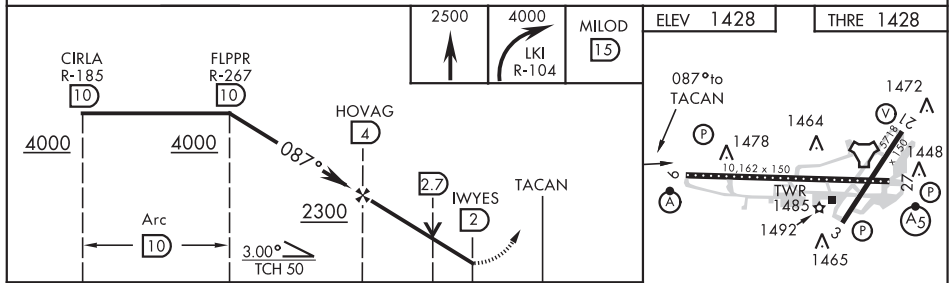 CIRLA
R-185
10
4000
FLPPR
R-267
10
4000
087°
HOVAG
4
2300
2.7
IWYES
2
TACAN
Arc
10
3.00°
TCH 50
2500
4000
LKI
R-104
MILOD
15
ELEV 1428
THRE 1428
087° to
TACAN
P
1478
1464
V
1472
21
5718
x 150
1448
9
10,162 x 150
27
A
TWR
1485
1492
3
P
P
A5
1465